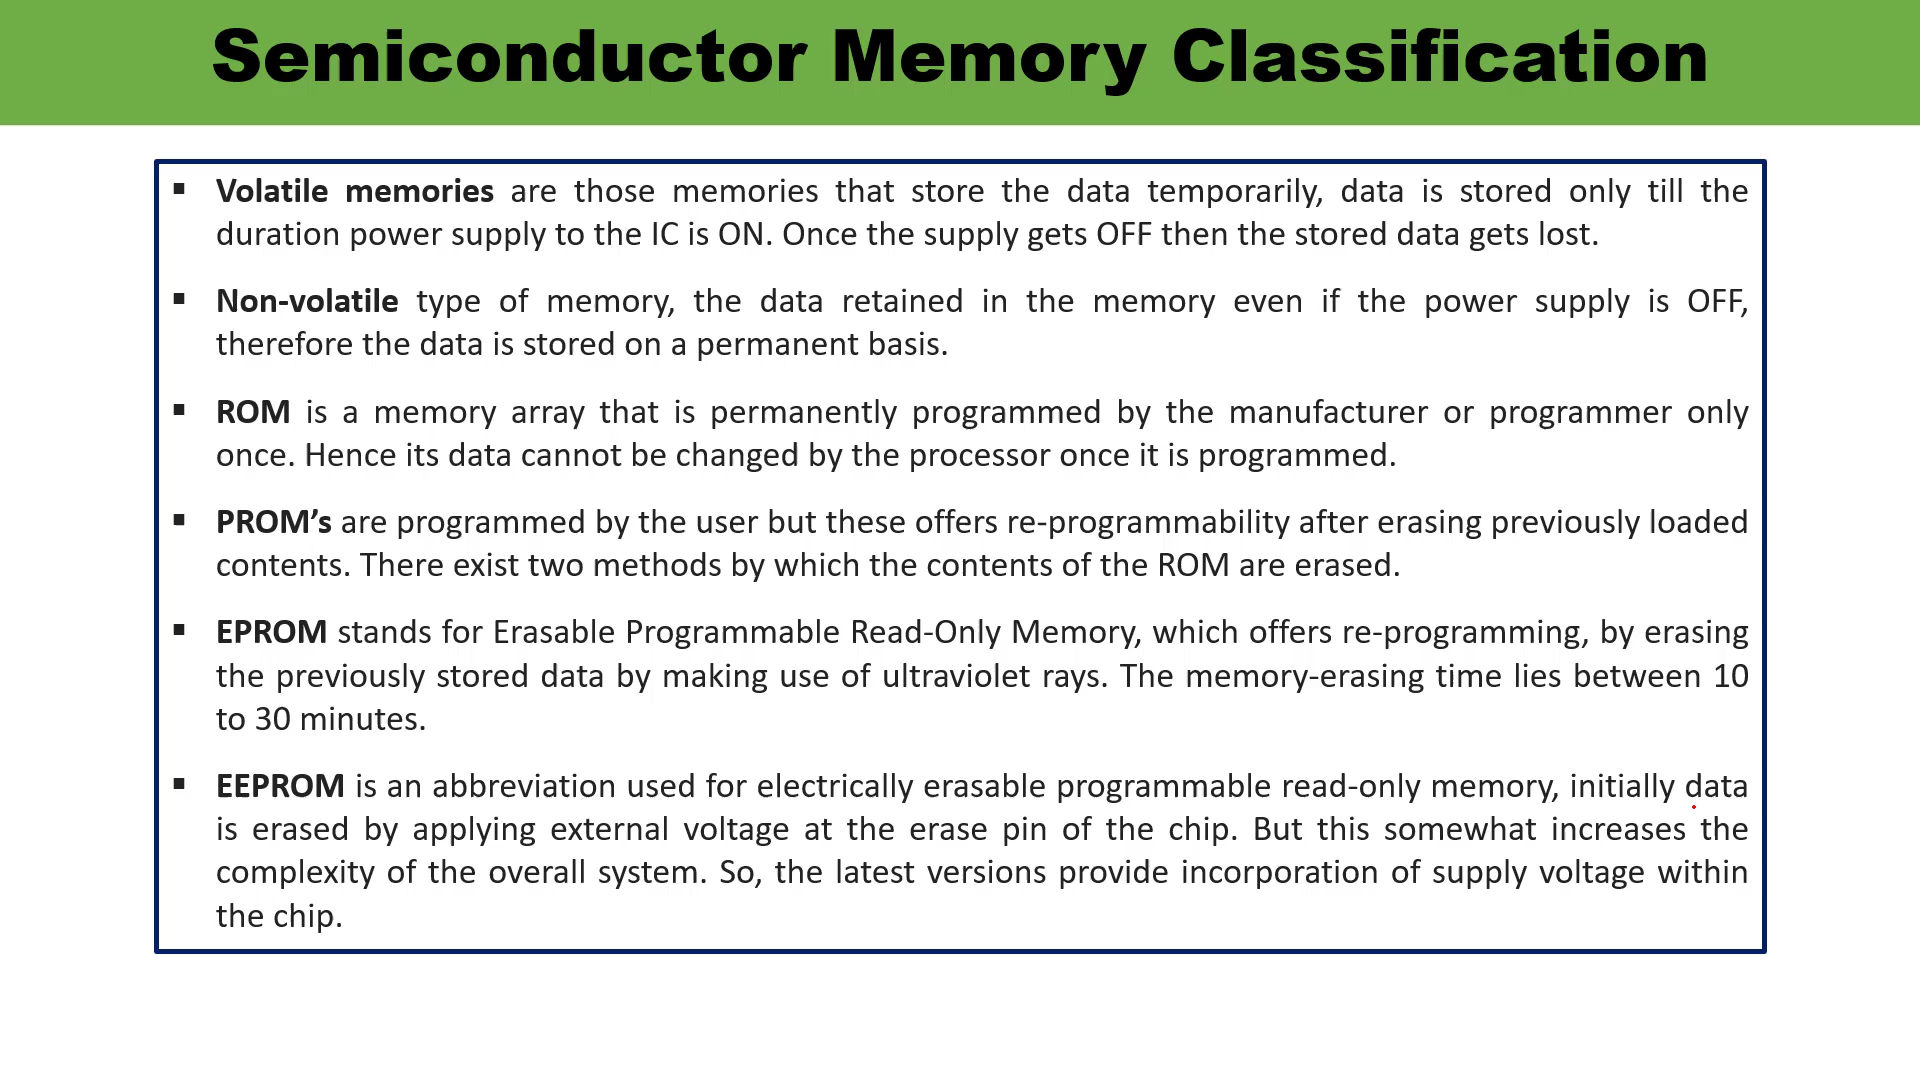 Semiconductor Memory Classification
▪ Volatile memories are those memories that store the data temporarily, data is stored only till the
duration power supply to the IC is ON. Once the supply gets OFF then the stored data gets lost.
▪ Non-volatile type of memory, the data retained in the memory even if the power supply is OFF,
therefore the data is stored on a permanent basis.
▪ ROM is a memory array that is permanently programmed by the manufacturer or programmer only
once. Hence its data cannot be changed by the processor once it is programmed.
▪ PROM’s are programmed by the user but these offers re-programmability after erasing previously loaded
contents. There exist two methods by which the contents of the ROM are erased.
▪ EPROM stands for Erasable Programmable Read-Only Memory, which offers re-programming, by erasing
the previously stored data by making use of ultraviolet rays. The memory-erasing time lies between 10
to 30 minutes.
▪ EEPROM is an abbreviation used for electrically erasable programmable read-only memory, initially data
is erased by applying external voltage at the erase pin of the chip. But this somewhat increases the
complexity of the overall system. So, the latest versions provide incorporation of supply voltage within
the chip.